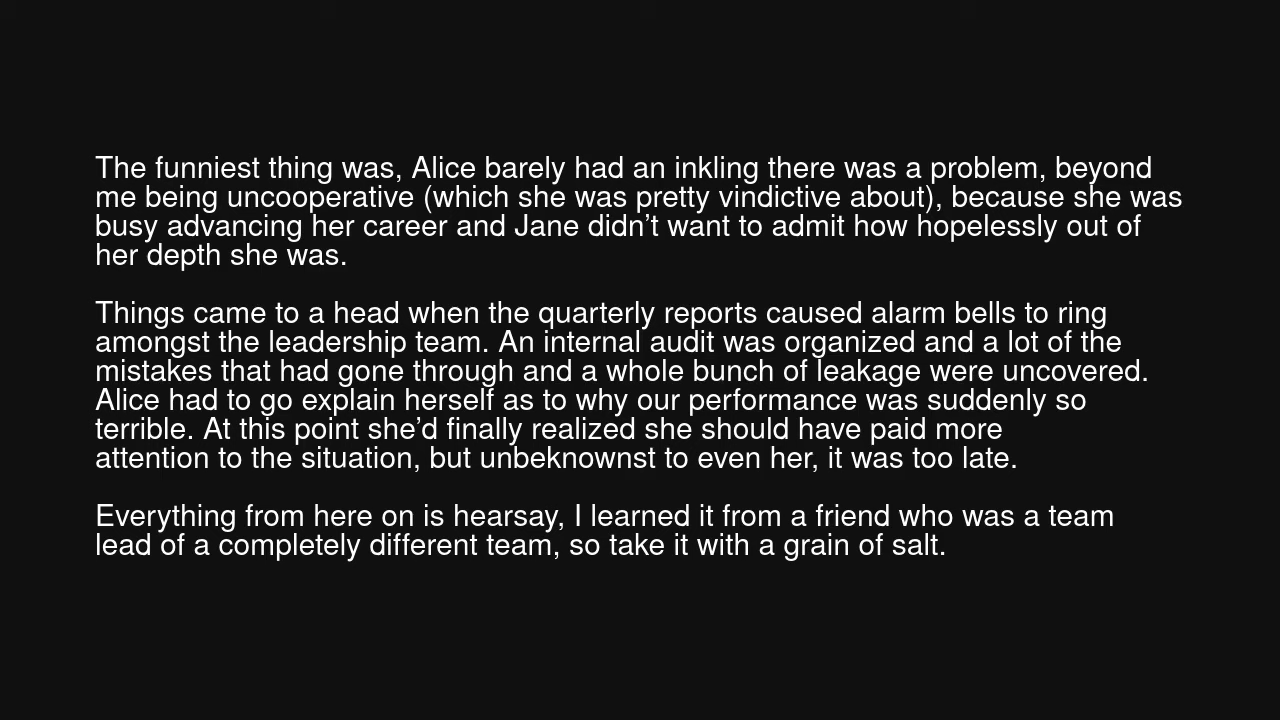 The funniest thing was, Alice barely had an inkling there was a problem, beyond
me being uncooperative (which she was pretty vindictive about), because she was
busy advancing her career and Jane didn’t want to admit how hopelessly out of
her depth she was.
Things came to a head when the quarterly reports caused alarm bells to ring
amongst the leadership team. An internal audit was organized and a lot of the
mistakes that had gone through and a whole bunch of leakage were uncovered.
Alice had to go explain herself as to why our performance was suddenly so
terrible. At this point she’d finally realized she should have paid more
attention to the situation, but unbeknownst to even her, it was too late.
Everything from here on is hearsay, I learned it from a friend who was a team
lead of a completely different team, so take it with a grain of salt.